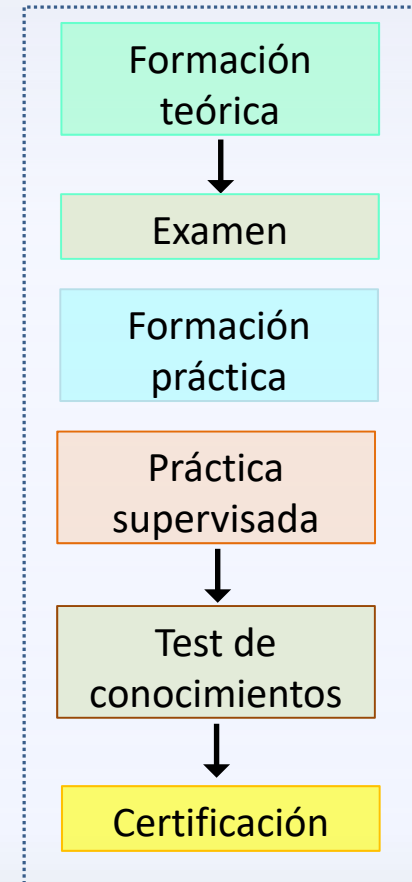 Formación
teórica
Examen
Formación
práctica
Práctica
supervisada
Test de
conocimientos
Certificación